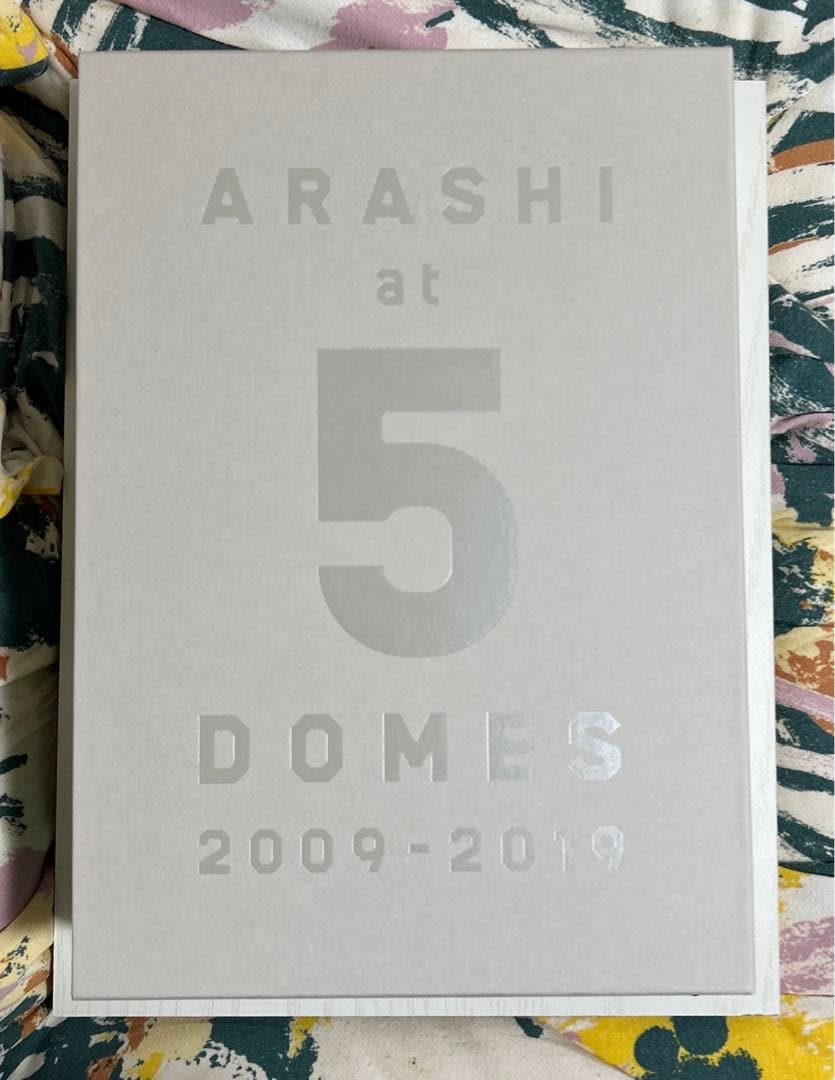 ARASHI
at
5
DOMES
2009-2019